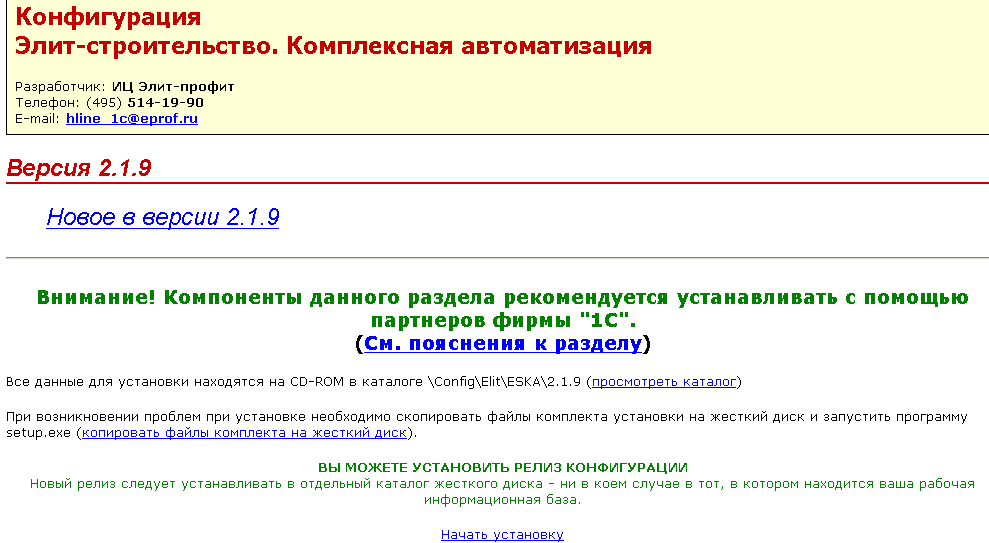 Конфигурация
Элит-строительство. Комплексная автоматизация
Разработчик: ИЦ Элит-профит
Телефон: (495) 514-19-90
E-mail: hline_1c@eprof.ru
Версия 2.1.9
Новое в версии 2.1.9
Внимание! Компоненты данного раздела рекомендуется устанавливать с помощью
партнеров фирмы "1С".
(См. пояснения к разделу)
Все данные для установки находятся на CD-ROM в каталоге \Config\Elit\ESKA\2.1.9 (просмотреть каталог)
При возникновении проблем при установке необходимо скопировать файлы комплекта установки на жесткий диск и запустить программу
setup.exe (копировать файлы комплекта на жесткий диск).
ВЫ МОЖЕТЕ УСТАНОВИТЬ РЕЛИЗ КОНФИГУРАЦИИ
Новый релиз следует устанавливать в отдельный каталог жесткого диска - ни в коем случае в тот, в котором находится ваша рабочая
информационная база.
Начать установку